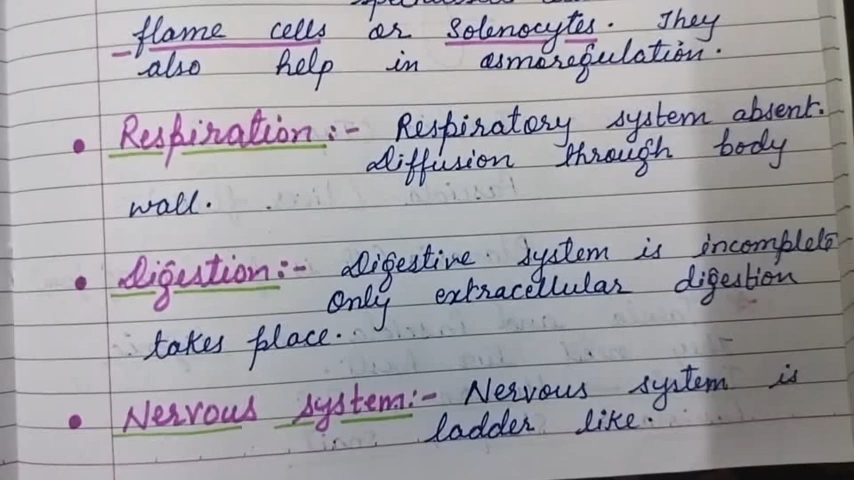 flame cells or Solenocytes. They
also help in osmoregulation.
• Respiration:- Respiratory system absent.
Diffusion through body
wall.
• Digestion:- Digestive system is incomplete
Only extracellular digestion
takes place.
• Nervous system:- Nervous system is
ladder like.